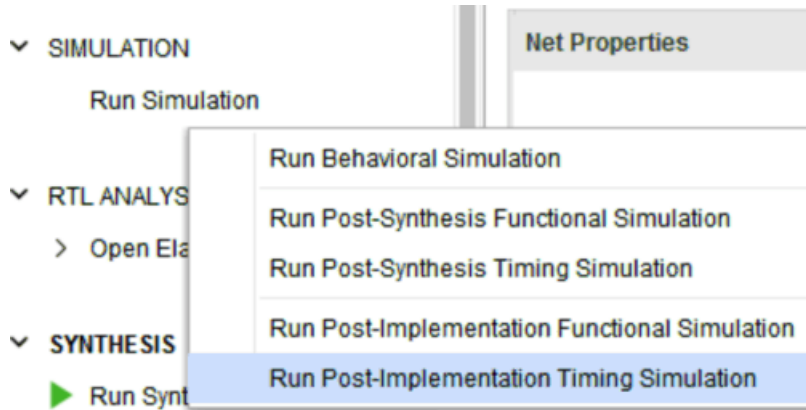 SIMULATION
Net Properties
Run Simulation
Run Behavioral Simulation
RTL ANALYS
Run Post-Synthesis Functional Simulation
Open Ela
Run Post-Synthesis Timing Simulation
Run Post-Implementation Functional Simulation
SYNTHESIS
Run Post-Implementation Timing Simulation
Run Synt